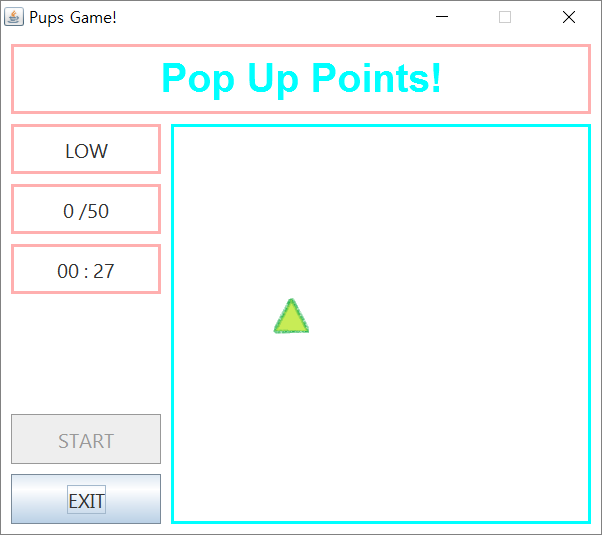 Pups Game!
Pop Up Points!
LOW
0 /50
00 : 27
START
EXIT